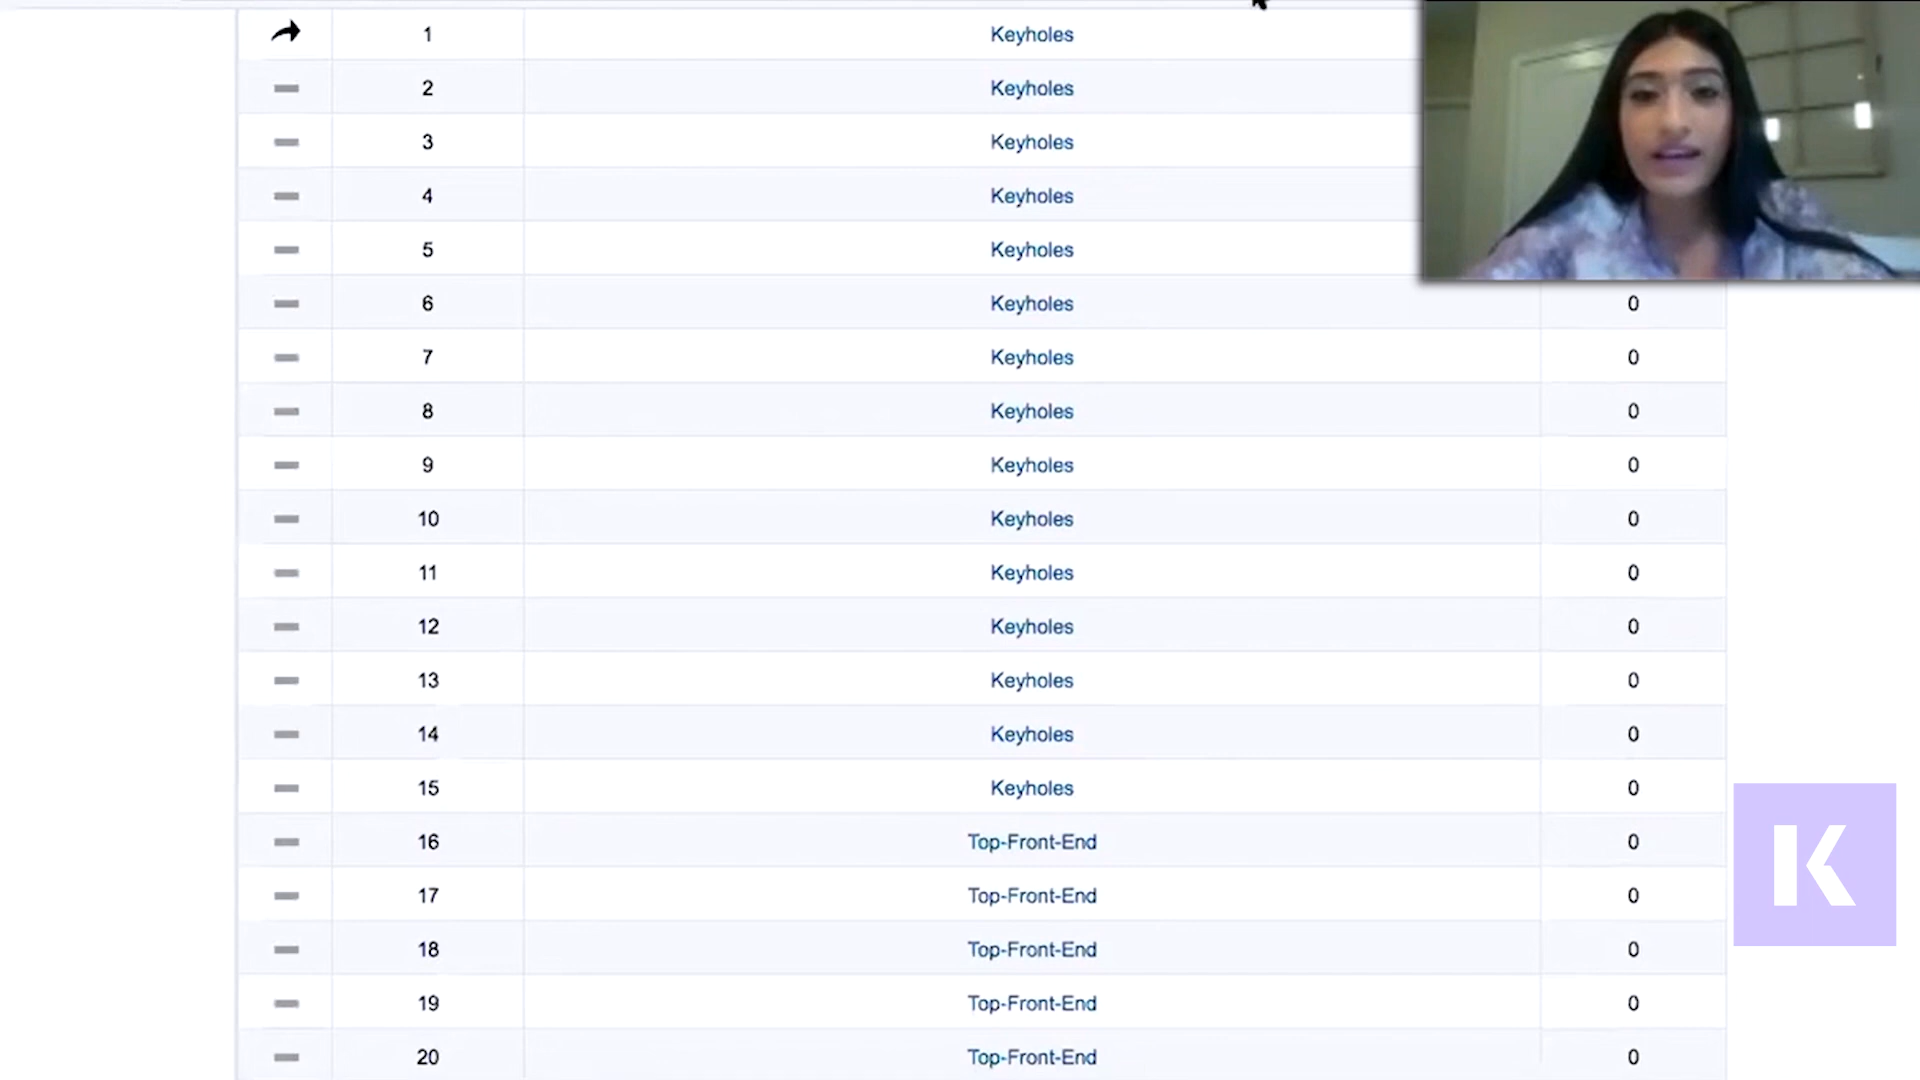 1 Keyholes
2 Keyholes
3 Keyholes
4 Keyholes
5 Keyholes
6 Keyholes 0
7 Keyholes 0
8 Keyholes 0
9 Keyholes 0
10 Keyholes 0
11 Keyholes 0
12 Keyholes 0
13 Keyholes 0
14 Keyholes 0
15 Keyholes 0
16 Top-Front-End 0
17 Top-Front-End 0
18 Top-Front-End 0
19 Top-Front-End 0
20 Top-Front-End 0
K